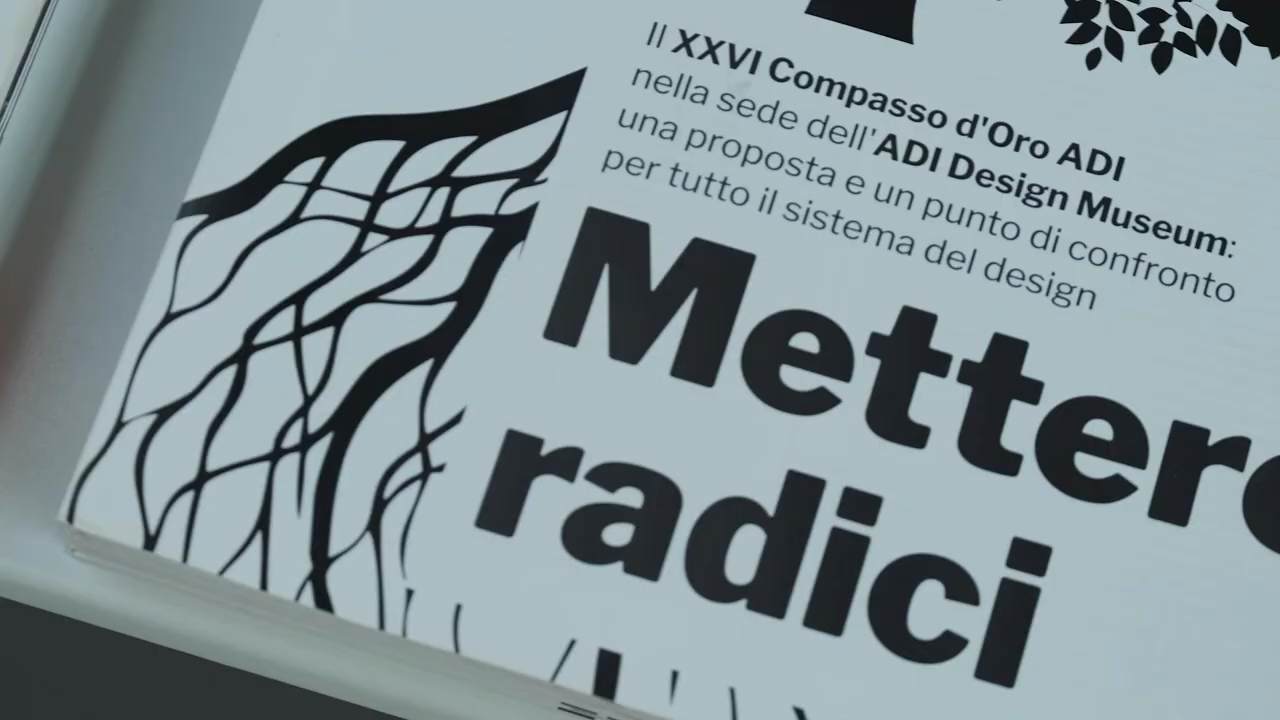 Il XXVI Compasso d'Oro ADI
nella sede dell'ADI Design Museum:
una proposta e un punto di confronto
per tutto il sistema del design
Mettere
radici